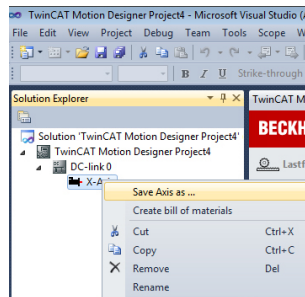 TwinCAT Motion Designer Project4 - Microsoft Visual Studio (
File Edit View Project Debug Team Tools Scope W
B I U Strike-through
Solution Explorer
TwinCAT M
Solution 'TwinCAT Motion Designer Project4'
TwinCAT Motion Designer Project4
DC-link 0
BECKH
Lastf
Save Axis as ...
Create bill of materials
Cut Ctrl+X
Copy Ctrl+C
Remove Del
Rename